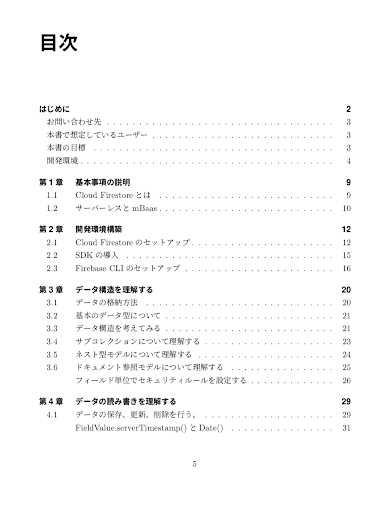 目次
はじめに 2
お問い合わせ先 . . . . . . . . . . . . . . . . . . . . . . . . . . . . . . . . . . . . 3
本書で想定しているユーザー . . . . . . . . . . . . . . . . . . . . . . . . . . . . 3
本書の目標 . . . . . . . . . . . . . . . . . . . . . . . . . . . . . . . . . . . . . 3
開発環境 . . . . . . . . . . . . . . . . . . . . . . . . . . . . . . . . . . . . . . . 4
第 1 章 基本事項の説明 9
1.1 Cloud Firestore とは . . . . . . . . . . . . . . . . . . . . . . . . . . . 9
1.2 サーバーレスと mBaas . . . . . . . . . . . . . . . . . . . . . . . . . . 10
第 2 章 開発環境構築 12
2.1 Cloud Firestore のセットアップ . . . . . . . . . . . . . . . . . . . . . 12
2.2 SDK の導入 . . . . . . . . . . . . . . . . . . . . . . . . . . . . . . . 15
2.3 Firebase CLI のセットアップ . . . . . . . . . . . . . . . . . . . . . . 16
第 3 章 データ構造を理解する 20
3.1 データの格納方法 . . . . . . . . . . . . . . . . . . . . . . . . . . . . 20
3.2 基本のデータ型について . . . . . . . . . . . . . . . . . . . . . . . . . 21
3.3 データ構造を考えてみる . . . . . . . . . . . . . . . . . . . . . . . . . 21
3.4 サブコレクションについて理解する . . . . . . . . . . . . . . . . . . . 23
3.5 ネスト型モデルについて理解する . . . . . . . . . . . . . . . . . . . . 24
3.6 ドキュメント参照モデルについて理解する . . . . . . . . . . . . . . . 25
フィールド単位でセキュリティルールを設定する . . . . . . . . . . . . 26
第 4 章 データの読み書きを理解する 29
4.1 データの保存、更新、削除を行う。 . . . . . . . . . . . . . . . . . . . 29
FieldValue.serverTimestamp() と Date() . . . . . . . . . . . . . . . . 31
5